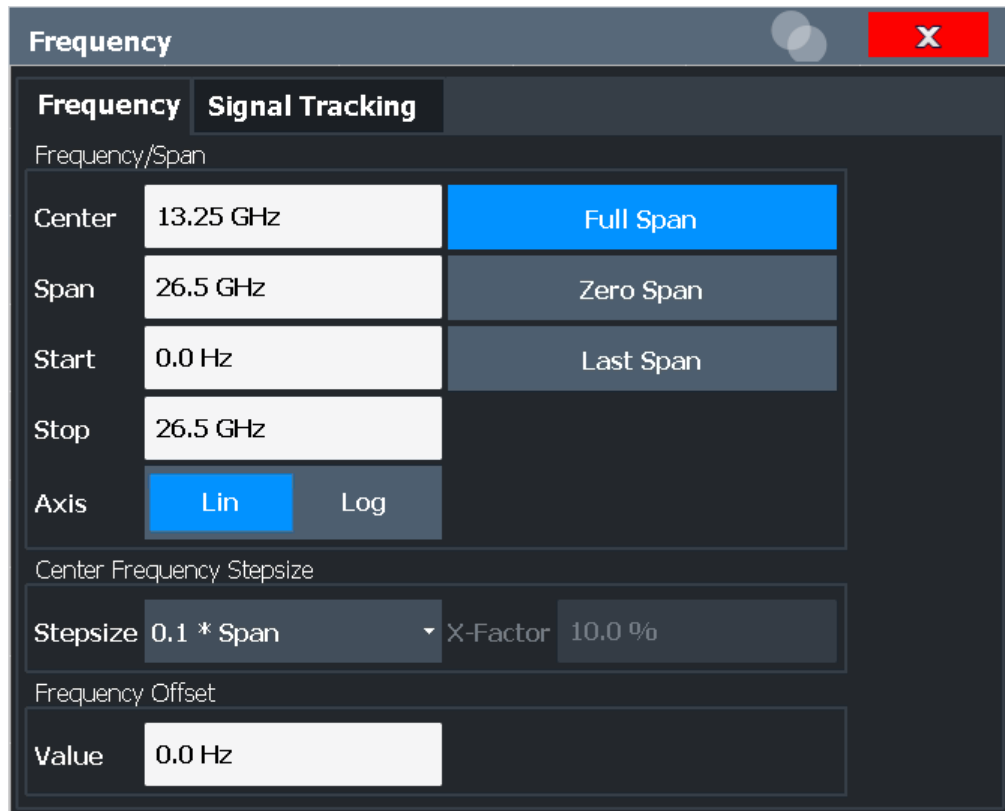 Frequency X
Frequency Signal Tracking
Frequency/Span
Center 13.25 GHz Full Span
Span 26.5 GHz Zero Span
Start 0.0 Hz Last Span
Stop 26.5 GHz
Axis Lin Log
Center Frequency Stepsize
Stepsize 0.1 * Span X-Factor 10.0 %
Frequency Offset
Value 0.0 Hz